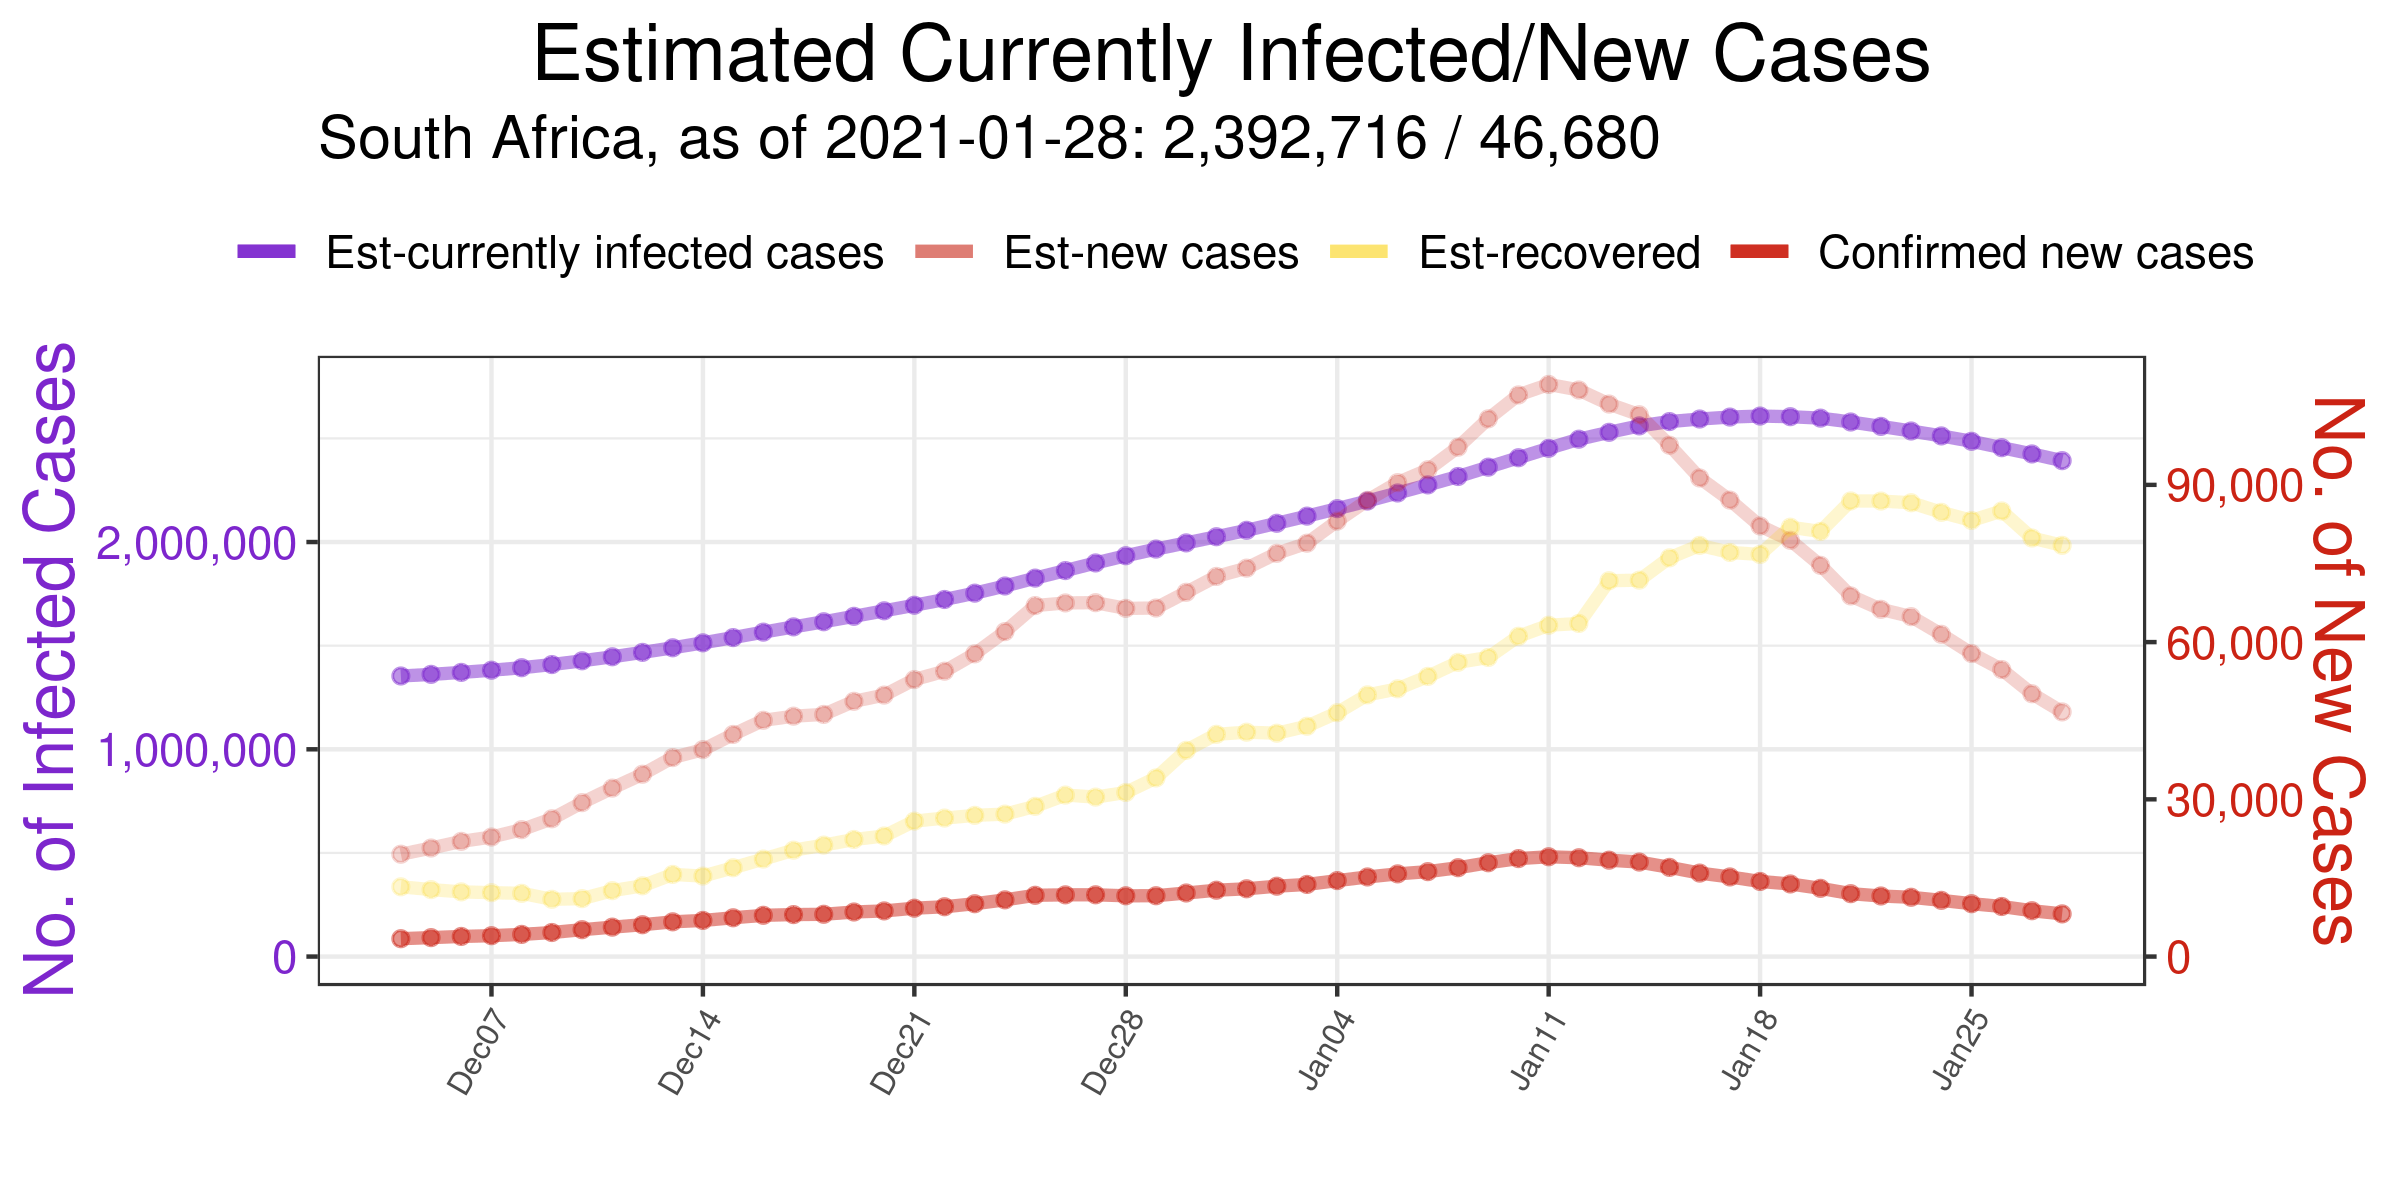 Estimated Currently Infected/New Cases
South Africa, as of 2021-01-28: 2,392,716 / 46,680
Est-currently infected cases Est-new cases Est-recovered Confirmed new cases
No. of Infected Cases
2,000,000
1,000,000
0
90,000
60,000
30,000
0
No. of New Cases
Dec07 Dec14 Dec21 Dec28 Jan04 Jan11 Jan18 Jan25